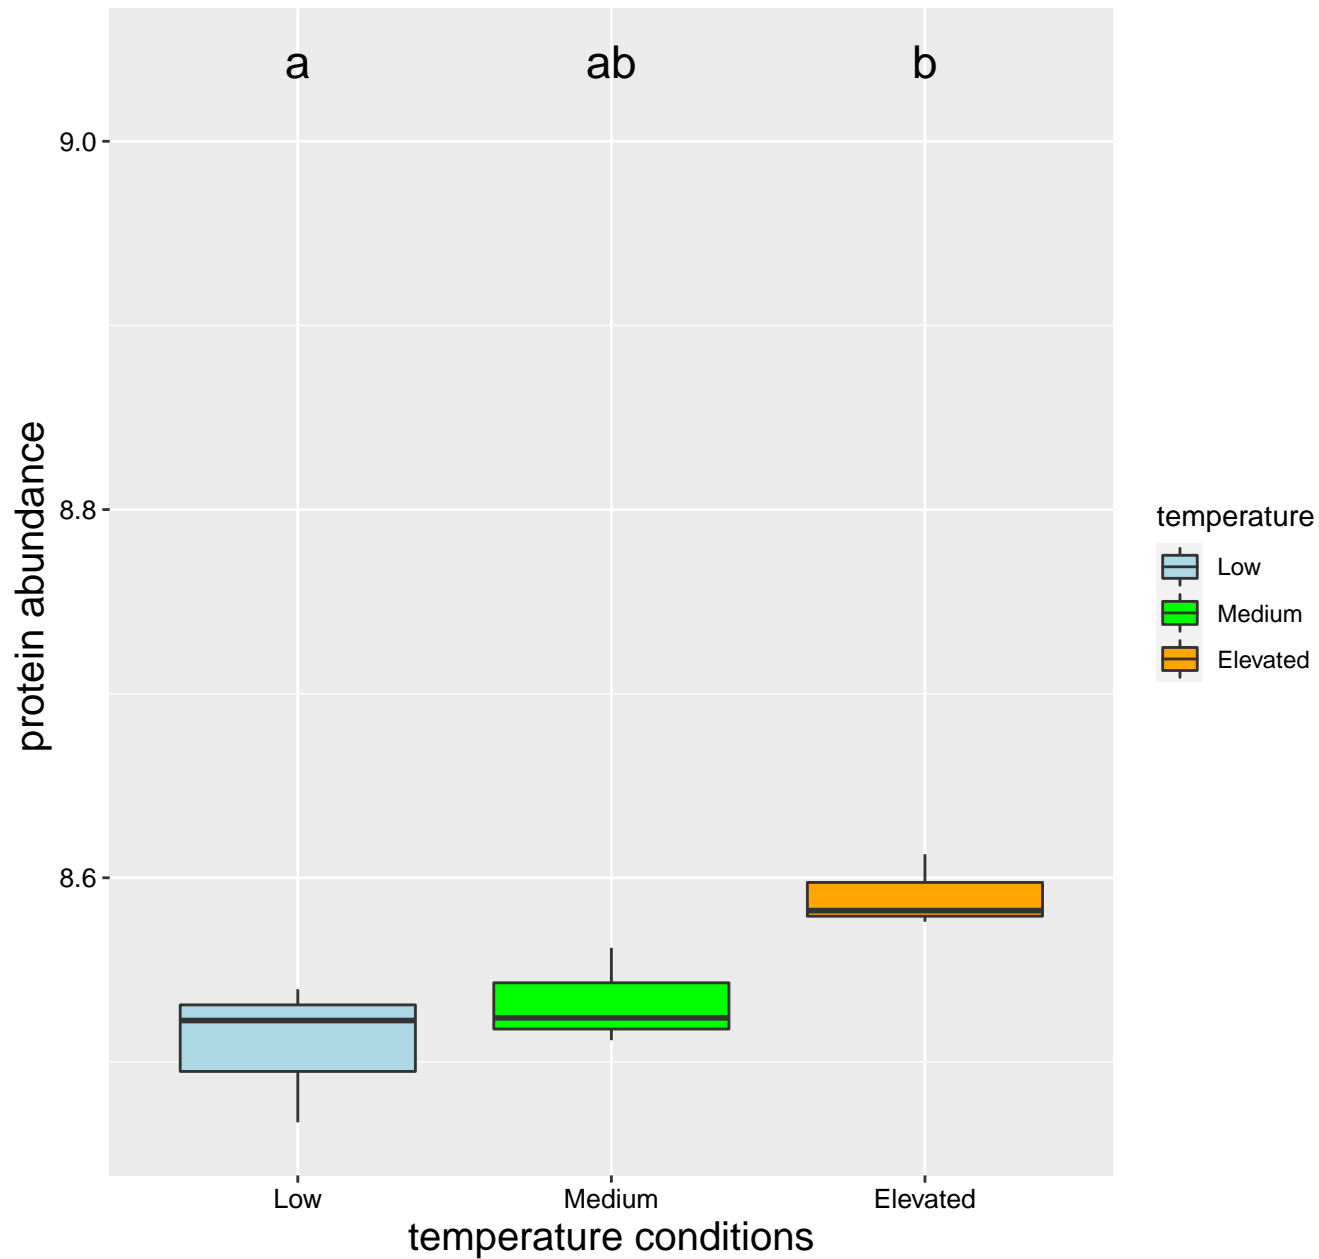 a ab b
9.0
8.8
8.6
protein abundance
Low Medium Elevated
temperature conditions
temperature
Low
Medium
Elevated